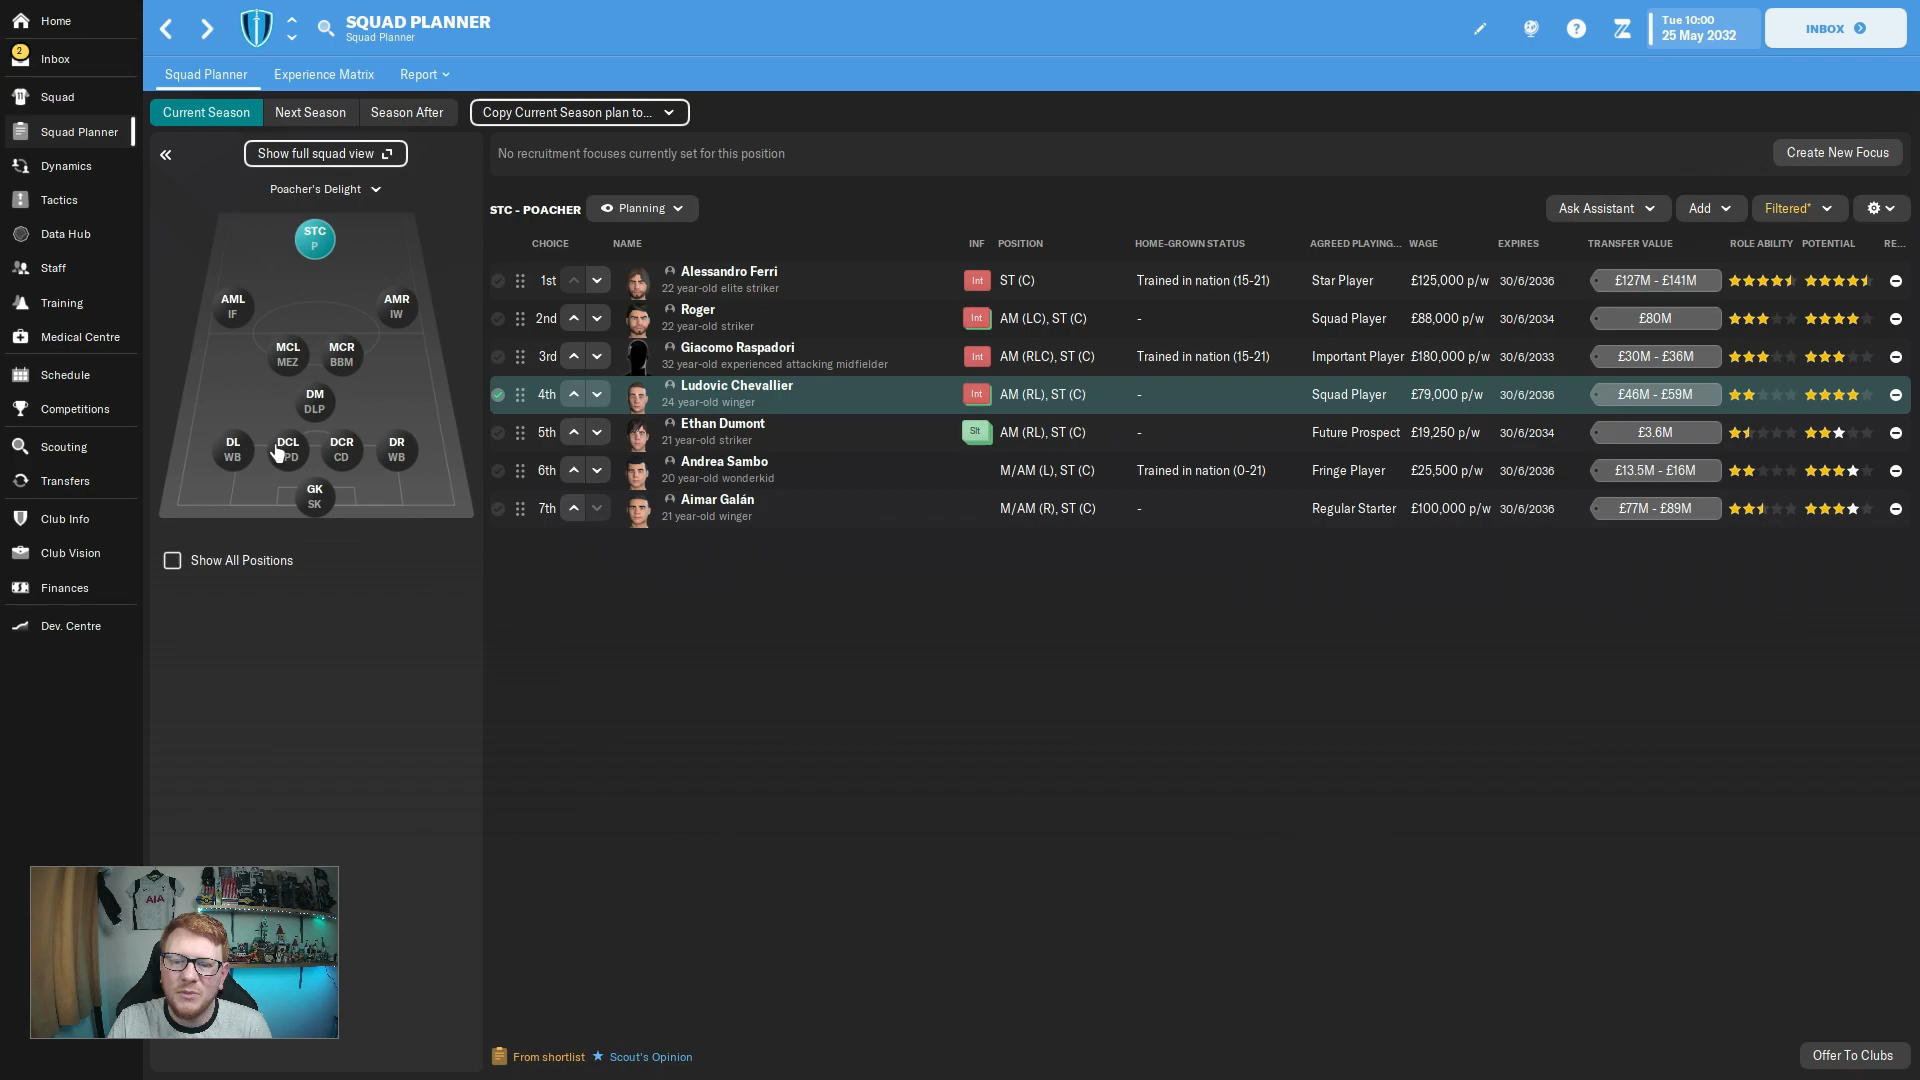 Home
2
Inbox
Squad
Squad Planner
Dynamics
Tactics
Data Hub
Staff
Training
Medical Centre
Schedule
Competitions
Scouting
Transfers
Club Info
Club Vision
Finances
Dev. Centre
SQUAD PLANNER
Squad Planner
Tue 10:00
25 May 2032
INBOX
Squad Planner Experience Matrix Report
Current Season Next Season Season After Copy Current Season plan to...
Show full squad view
Poacher's Delight
STC
P
AML AMR
IF IW
MCL MCR
MEZ BBM
DM
DLP
DL DCL DCR DR
WB PD CD WB
GK
SK
Show All Positions
No recruitment focuses currently set for this position Create New Focus
STC - POACHER Planning Ask Assistant Add Filtered*
CHOICE NAME INF POSITION HOME-GROWN STATUS AGREED PLAYING... WAGE EXPIRES TRANSFER VALUE ROLE ABILITY POTENTIAL RE...
1st Alessandro Ferri Int ST (C) Trained in nation (15-21) Star Player £125,000 p/w 30/6/2036 £127M - £141M
22 year-old elite striker
2nd Roger Int AM (LC), ST (C) - Squad Player £88,000 p/w 30/6/2034 £80M
22 year-old striker
3rd Giacomo Raspadori Int AM (RLC), ST (C) Trained in nation (15-21) Important Player £180,000 p/w 30/6/2033 £30M - £36M
32 year-old experienced attacking midfielder
4th Ludovic Chevallier Int AM (RL), ST (C) - Squad Player £79,000 p/w 30/6/2036 £46M - £59M
24 year-old winger
5th Ethan Dumont Slt AM (RL), ST (C) - Future Prospect £19,250 p/w 30/6/2034 £3.6M
21 year-old striker
6th Andrea Sambo M/AM (L), ST (C) Trained in nation (0-21) Fringe Player £25,500 p/w 30/6/2036 £13.5M - £16M
20 year-old wonderkid
7th Aimar Galán M/AM (R), ST (C) - Regular Starter £100,000 p/w 30/6/2036 £77M - £89M
21 year-old winger
AIA
From shortlist Scout's Opinion
Offer To Clubs